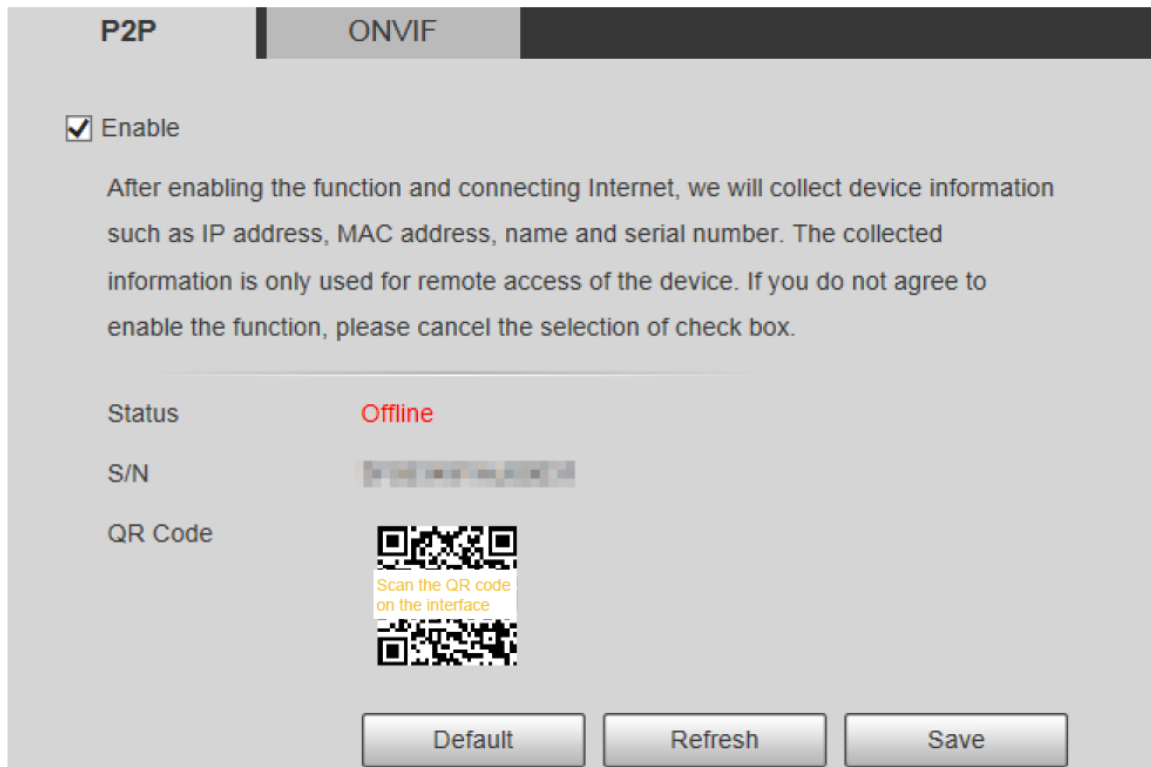 P2P ONVIF
Enable
After enabling the function and connecting Internet, we will collect device information
such as IP address, MAC address, name and serial number. The collected
information is only used for remote access of the device. If you do not agree to
enable the function, please cancel the selection of check box.
Status Offline
S/N
QR Code
Scan the QR code
on the interface
Default Refresh Save